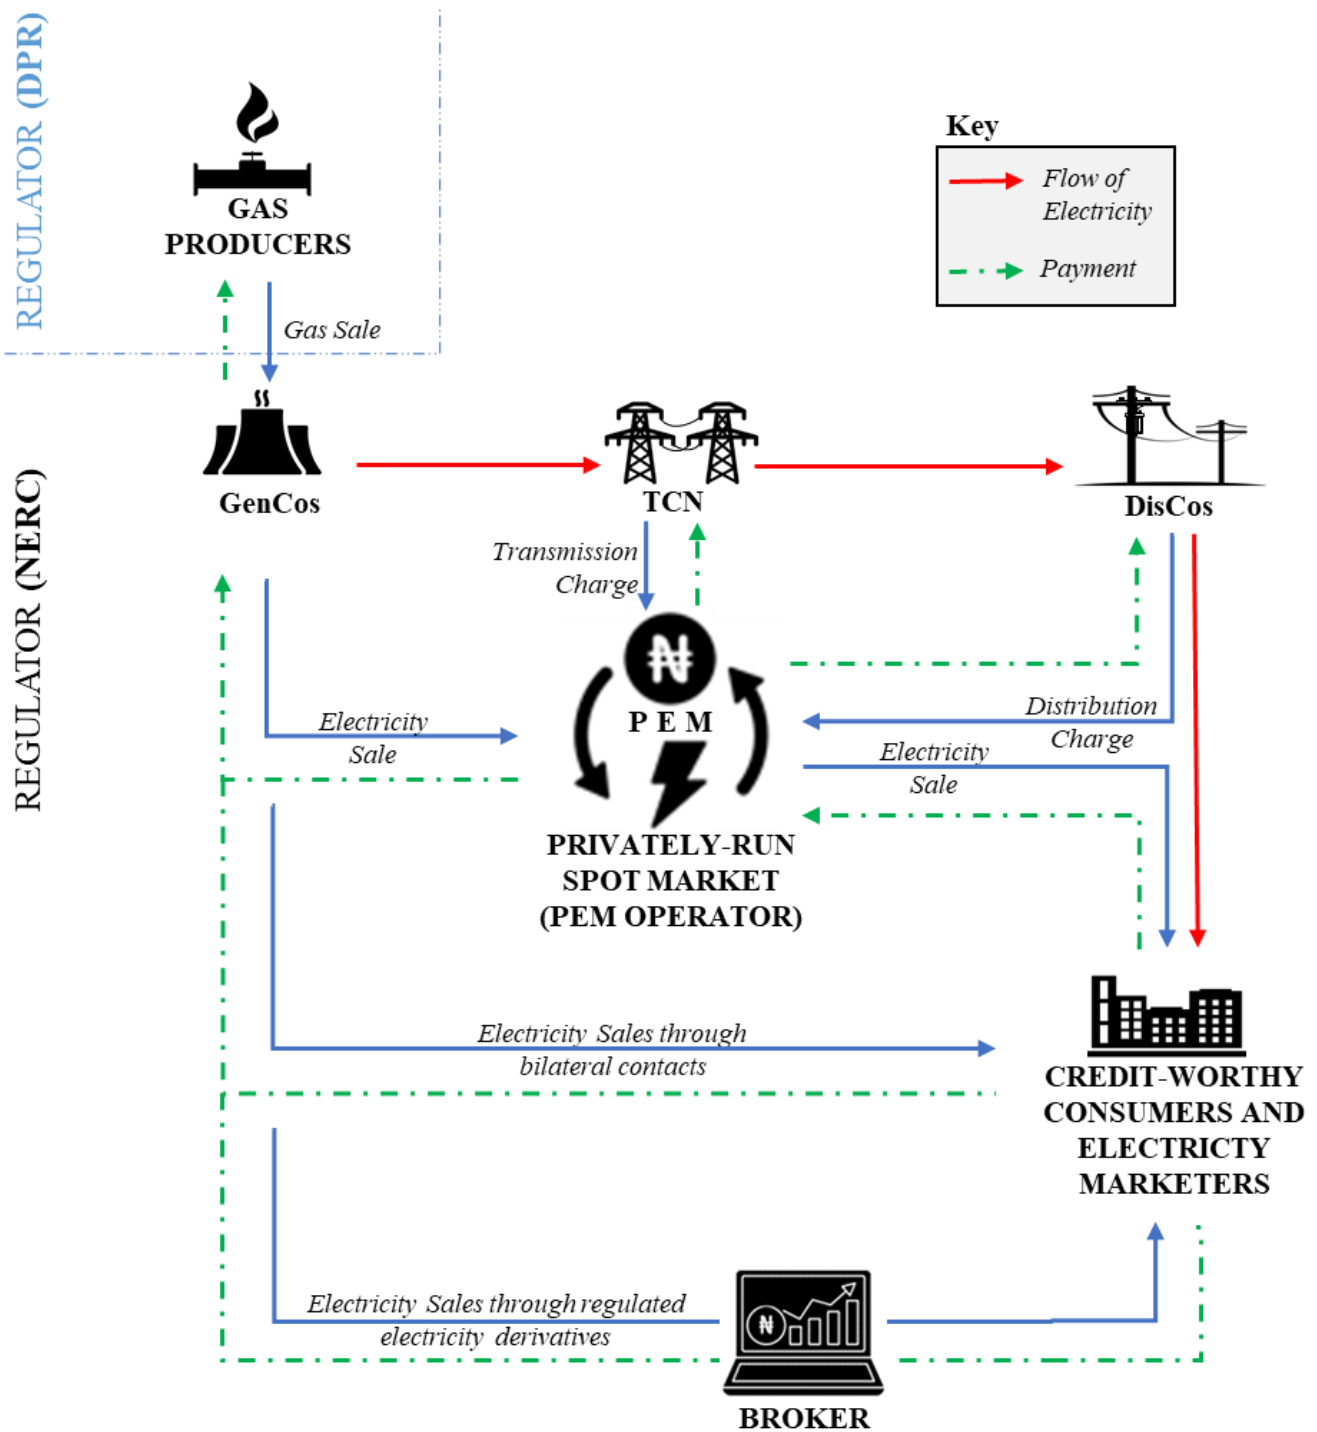 REGULATOR (DPR)
GAS
PRODUCERS
Gas Sale
Key
Flow of
Electricity
Payment
REGULATOR (NERC)
GenCos
TCN
DisCos
Transmission
Charge
₦
P E M
Electricity
Sale
Distribution
Charge
Electricity
Sale
PRIVATELY-RUN
SPOT MARKET
(PEM OPERATOR)
Electricity Sales through
bilateral contacts
CREDIT-WORTHY
CONSUMERS AND
ELECTRICTY
MARKETERS
Electricity Sales through regulated
electricity derivatives
₦
BROKER